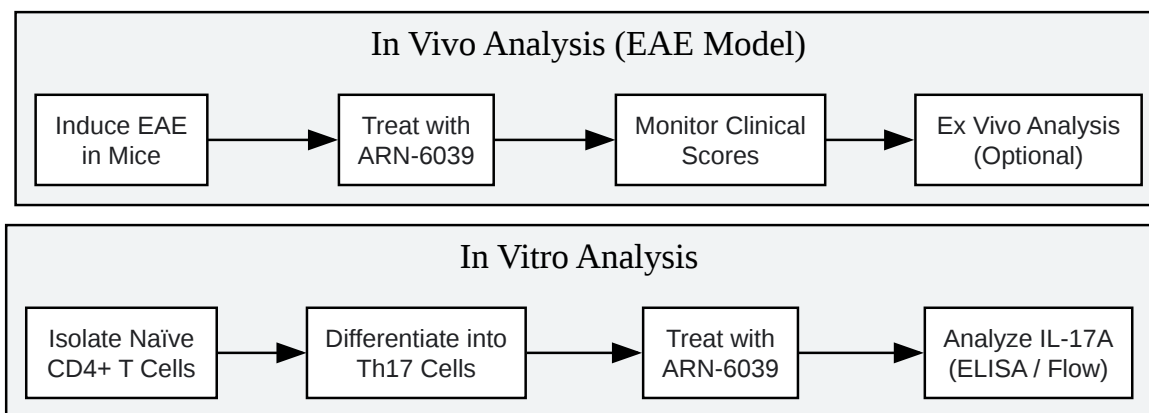 In Vivo Analysis (EAE Model)
Induce EAE
in Mice
Treat with
ARN-6039
Monitor Clinical
Scores
Ex Vivo Analysis
(Optional)
In Vitro Analysis
Isolate Naïve
CD4+ T Cells
Differentiate into
Th17 Cells
Treat with
ARN-6039
Analyze IL-17A
(ELISA / Flow)